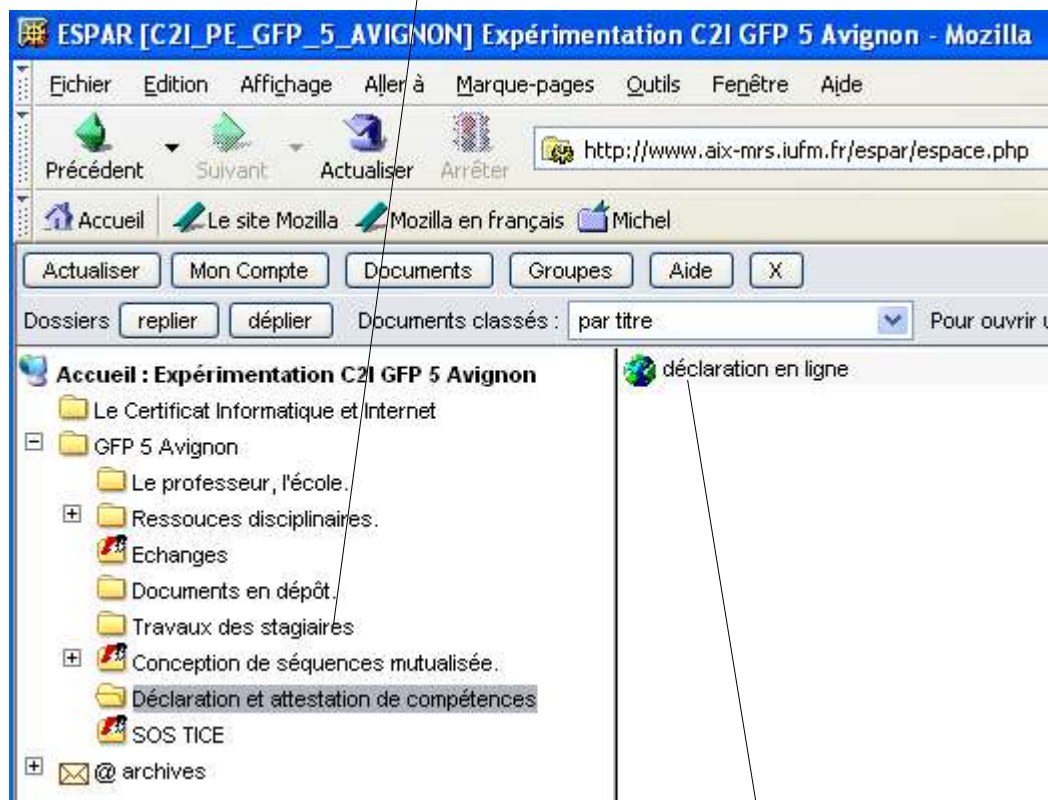 ESPAR [C2I_PE_GFP_5_AVIGNON] Expérimentation C2I GFP 5 Avignon - Mozilla
Fichier Edition Affichage Aller à Marque-pages Outils Fenêtre Aide
Précédent Suivant Actualiser Arrêter http://www.aix-mrs.iufm.fr/espar/espace.php
Accueil Le site Mozilla Mozilla en français Michel
Actualiser Mon Compte Documents Groupes Aide X
Dossiers replier déplier Documents classés : par titre Pour ouvrir u
Accueil : Expérimentation C2I GFP 5 Avignon
déclaration en ligne
Le Certificat Informatique et Internet
GFP 5 Avignon
Le professeur, l'école.
Ressouces disciplinaires.
Echanges
Documents en dépôt.
Travaux des stagiaires
Conception de séquences mutualisée.
Déclaration et attestation de compétences
SOS TICE
@ archives